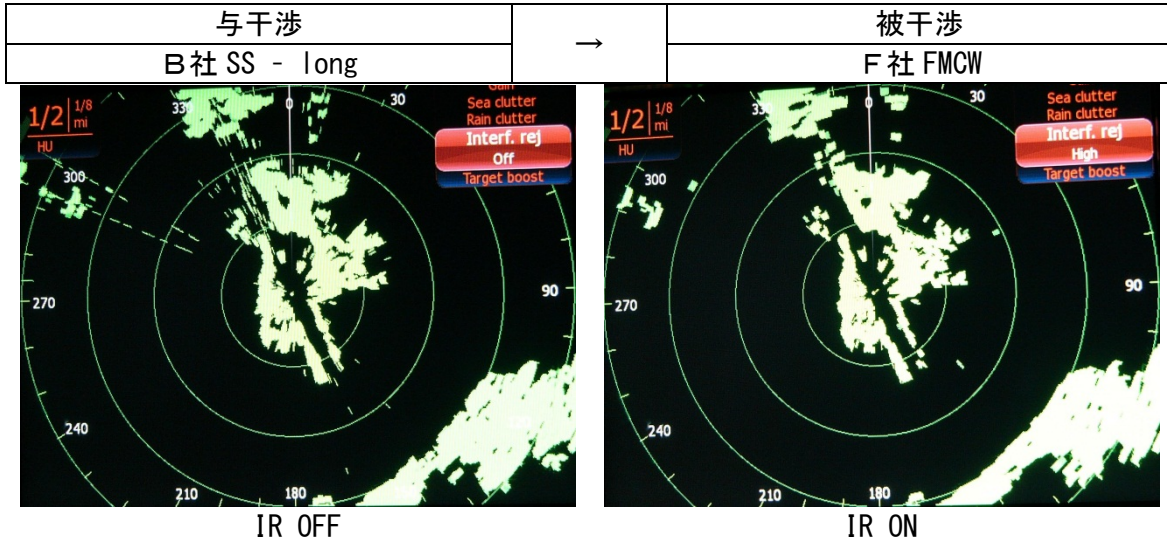 与干渉
→
被干渉
B社 SS - long
F社 FMCW
Gain
Sea clutter
Rain clutter
Interf. rej
Off
Target boost
1/2
1/8
mi
HU
330
0
30
300
270
90
240
210
180
Sea clutter
Rain clutter
Interf. rej
High
Target boost
1/2
1/8
mi
HU
33
0
30
300
270
90
240
210
180
IR OFF
IR ON